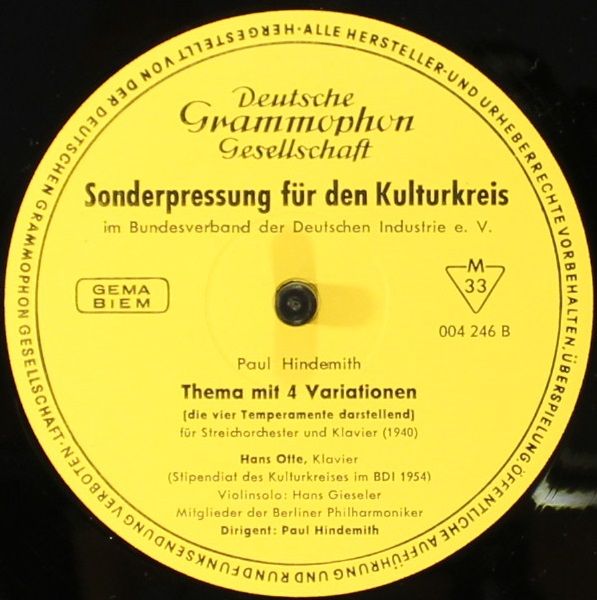 HERGESTELLT VON DER DEUTSCHEN GRAMMOPHON GESELLSCHAFT · ALLE HERSTELLER- UND URHEBERRECHTE VORBEHALTEN, ÜBERSPIELUNG, ÖFFENTLICHE AUFFÜHRUNG UND RUNDFUNKSENDUNG VERBOTEN ·
Deutsche
Grammophon
Gesellschaft
Sonderpressung für den Kulturkreis
im Bundesverband der Deutschen Industrie e. V.
GEMA
BIEM
M
33
004 246 B
Paul Hindemith
Thema mit 4 Variationen
(die vier Temperamente darstellend)
für Streichorchester und Klavier (1940)
Hans Otte, Klavier
(Stipendiat des Kulturkreises im BDI 1954)
Violinsolo: Hans Gieseler
Mitglieder der Berliner Philharmoniker
Dirigent: Paul Hindemith